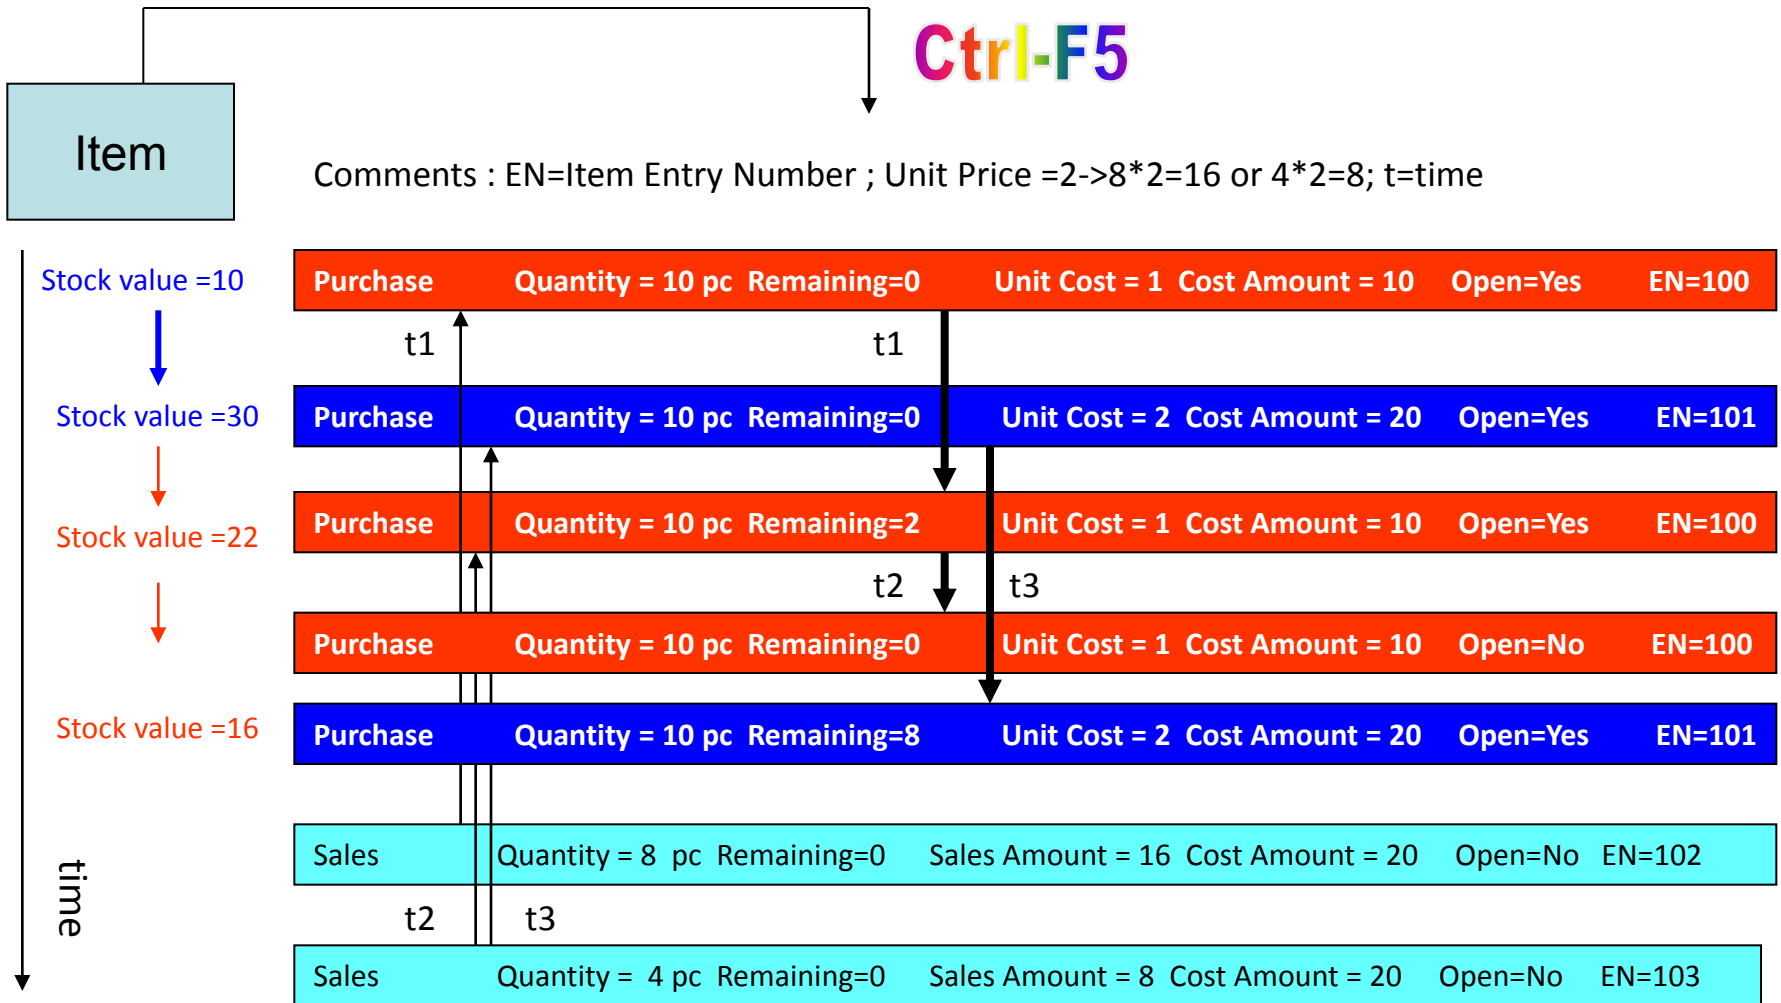 Ctrl-F5
Item
Comments : EN=Item Entry Number ; Unit Price =2->8*2=16 or 4*2=8; t=time
Stock value =10
Purchase Quantity = 10 pc Remaining=0 Unit Cost = 1 Cost Amount = 10 Open=Yes EN=100
t1 t1
Stock value =30
Purchase Quantity = 10 pc Remaining=0 Unit Cost = 2 Cost Amount = 20 Open=Yes EN=101
Stock value =22
Purchase Quantity = 10 pc Remaining=2 Unit Cost = 1 Cost Amount = 10 Open=Yes EN=100
t2 t3
Purchase Quantity = 10 pc Remaining=0 Unit Cost = 1 Cost Amount = 10 Open=No EN=100
Stock value =16
Purchase Quantity = 10 pc Remaining=8 Unit Cost = 2 Cost Amount = 20 Open=Yes EN=101
Sales Quantity = 8 pc Remaining=0 Sales Amount = 16 Cost Amount = 20 Open=No EN=102
time
t2 t3
Sales Quantity = 4 pc Remaining=0 Sales Amount = 8 Cost Amount = 20 Open=No EN=103